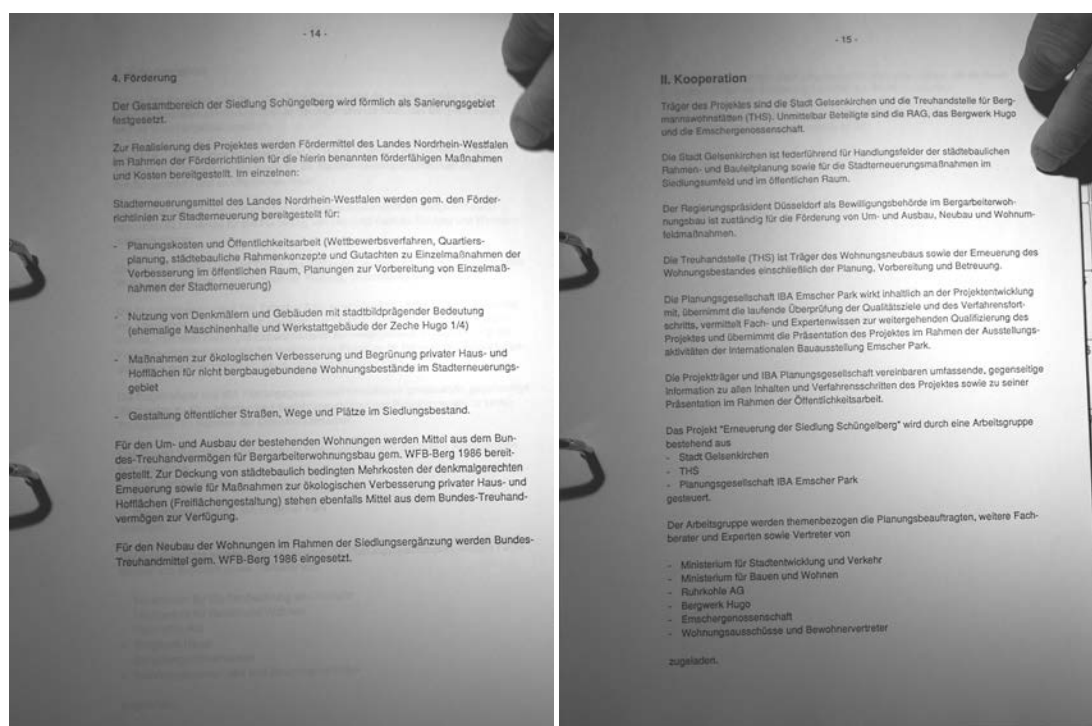 - 14 -
4. Förderung
Der Gesamtbereich der Siedlung Schüngelberg wird förmlich als Sanierungsgebiet
festgesetzt.
Zur Realisierung des Projektes werden Fördermittel des Landes Nordrhein-Westfalen
im Rahmen der Förderrichtlinien für die hierin benannten förderfähigen Maßnahmen
und Kosten bereitgestellt. Im einzelnen:
Stadterneuerungsmittel des Landes Nordrhein-Westfalen werden gem. den Förder-
richtlinien zur Stadterneuerung bereitgestellt für:
- Planungskosten und Öffentlichkeitsarbeit (Wettbewerbsverfahren, Quartiers-
planung, städtebauliche Rahmenkonzepte und Gutachten zu Einzelmaßnahmen der
Verbesserung im öffentlichen Raum, Planungen zur Vorbereitung von Einzelmaß-
nahmen der Stadterneuerung)
- Nutzung von Denkmälern und Gebäuden mit stadtbildprägender Bedeutung
(ehemalige Maschinenhalle und Werkstattgebäude der Zeche Hugo 1/4)
- Maßnahmen zur ökologischen Verbesserung und Begrünung privater Haus- und
Hofflächen für nicht bergbaugebundene Wohnungsbestände im Stadterneuerungs-
gebiet
- Gestaltung öffentlicher Straßen, Wege und Plätze im Siedlungsbestand.
Für den Um- und Ausbau der bestehenden Wohnungen werden Mittel aus dem Bun-
des-Treuhandvermögen für Bergarbeiterwohnungsbau gem. WFB-Berg 1986 bereit-
gestellt. Zur Deckung von städtebaulich bedingten Mehrkosten der denkmalgerechten
Erneuerung sowie für Maßnahmen zur ökologischen Verbesserung privater Haus- und
Hofflächen (Freiflächengestaltung) stehen ebenfalls Mittel aus dem Bundes-Treuhand-
vermögen zur Verfügung.
Für den Neubau der Wohnungen im Rahmen der Siedlungsergänzung werden Bundes-
Treuhandmittel gem. WFB-Berg 1986 eingesetzt.
- 15 -
II. Kooperation
Träger des Projektes sind die Stadt Gelsenkirchen und die Treuhandstelle für Berg-
mannswohnstätten (THS). Unmittelbar Beteiligte sind die RAG, das Bergwerk Hugo
und die Emschergenossenschaft.
Die Stadt Gelsenkirchen ist federführend für Handlungsfelder der städtebaulichen
Rahmen- und Bauleitplanung sowie für die Stadterneuerungsmaßnahmen im
Siedlungsumfeld und im öffentlichen Raum.
Der Regierungspräsident Düsseldorf als Bewilligungsbehörde im Bergarbeiterwoh-
nungsbau ist zuständig für die Förderung von Um- und Ausbau, Neubau und Wohnum-
feldmaßnahmen.
Die Treuhandstelle (THS) ist Träger des Wohnungsneubaus sowie der Erneuerung des
Wohnungsbestandes einschließlich der Planung, Vorbereitung und Betreuung.
Die Planungsgesellschaft IBA Emscher Park wirkt inhaltlich an der Projektentwicklung
mit, übernimmt die laufende Überprüfung der Qualitätsziele und des Verfahrensfort-
schritts, vermittelt Fach- und Expertenwissen zur weitergehenden Qualifizierung des
Projektes und übernimmt die Präsentation des Projektes im Rahmen der Ausstellungs-
aktivitäten der Internationalen Bauausstellung Emscher Park.
Die Projektträger und IBA Planungsgesellschaft vereinbaren umfassende, gegenseitige
Information zu allen Inhalten und Verfahrensschritten des Projektes sowie zu seiner
Präsentation im Rahmen der Öffentlichkeitsarbeit.
Das Projekt "Erneuerung der Siedlung Schüngelberg" wird durch eine Arbeitsgruppe
bestehend aus
- Stadt Gelsenkirchen
- THS
- Planungsgesellschaft IBA Emscher Park
gesteuert.
Der Arbeitsgruppe werden themenbezogen die Planungsbeauftragten, weitere Fach-
berater und Experten sowie Vertreter von
- Ministerium für Stadtentwicklung und Verkehr
- Ministerium für Bauen und Wohnen
- Ruhrkohle AG
- Bergwerk Hugo
- Emschergenossenschaft
- Wohnungsausschüsse und Bewohnervertreter
zugeladen.